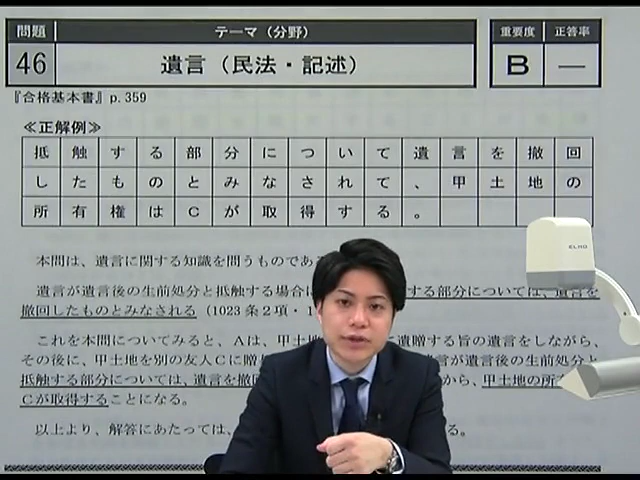 問題 テーマ（分野） 重要度 正答率
46 遺言（民法・記述） B ―
『合格基本書』p.359
≪正解例≫
抵触する部分について遺言を撤回
したものとみなされて、甲土地の
所有権はCが取得する。
本問は、遺言に関する知識を問うものであ
遺言が遺言後の生前処分と抵触する場合に する部分については、遺言を
撤回したものとみなされる（1023条2項・1
これを本問についてみると、Aは、甲土地 に遺贈する旨の遺言をしながら、
その後に、甲土地を別の友人Cに贈 言が遺言後の生前処分と
抵触する部分については、遺言を撤回 から、甲土地の所
Cが取得することになる。
以上より、解答にあたっては、 る。
ELMO